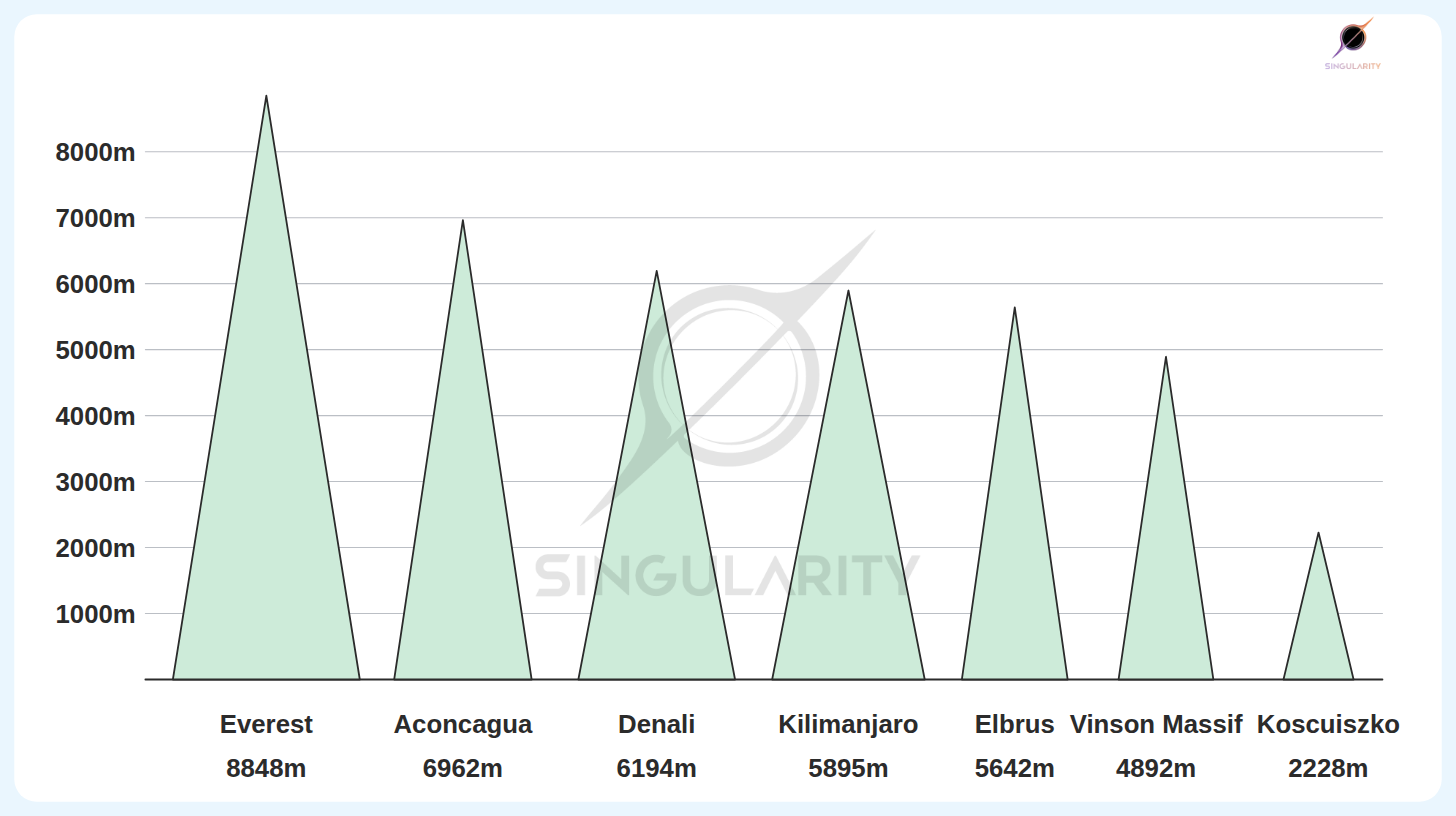 SINGULARITY
8000m
7000m
6000m
5000m
4000m
3000m
2000m
1000m
SINGULARITY
Everest Aconcagua Denali Kilimanjaro Elbrus Vinson Massif Koscuiszko
8848m 6962m 6194m 5895m 5642m 4892m 2228m